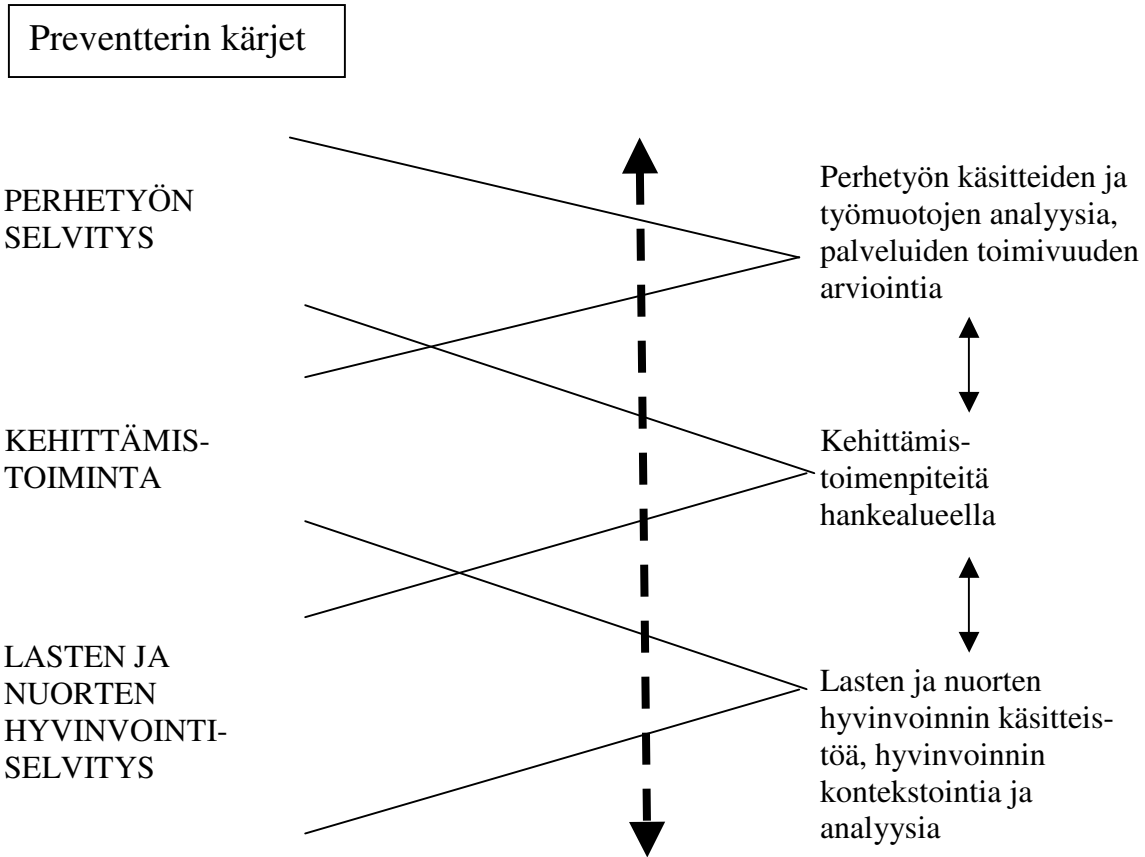 Preventterin kärjet
PERHETYÖN
SELVITYS
Perhetyön käsitteiden ja
työmuotojen analyysia,
palveluiden toimivuuden
arviointia
KEHITTÄMIS-
TOIMINTA
Kehittämis-
toimenpiteitä
hankealueella
LASTEN JA
NUORTEN
HYVINVOINTI-
SELVITYS
Lasten ja nuorten
hyvinvoinnin käsitteis-
töä, hyvinvoinnin
kontekstointia ja
analyysia